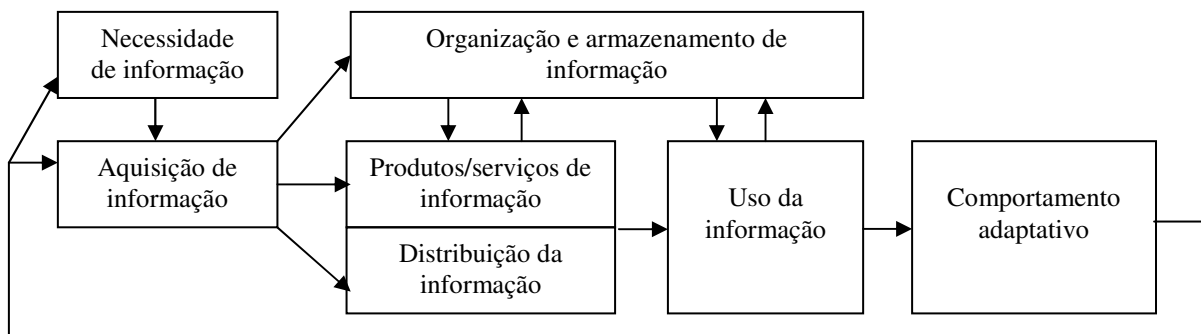 Necessidade
de informação
Organização e armazenamento de
informação
Aquisição de
informação
Produtos/serviços de
informação
Distribuição da
informação
Uso da
informação
Comportamento
adaptativo